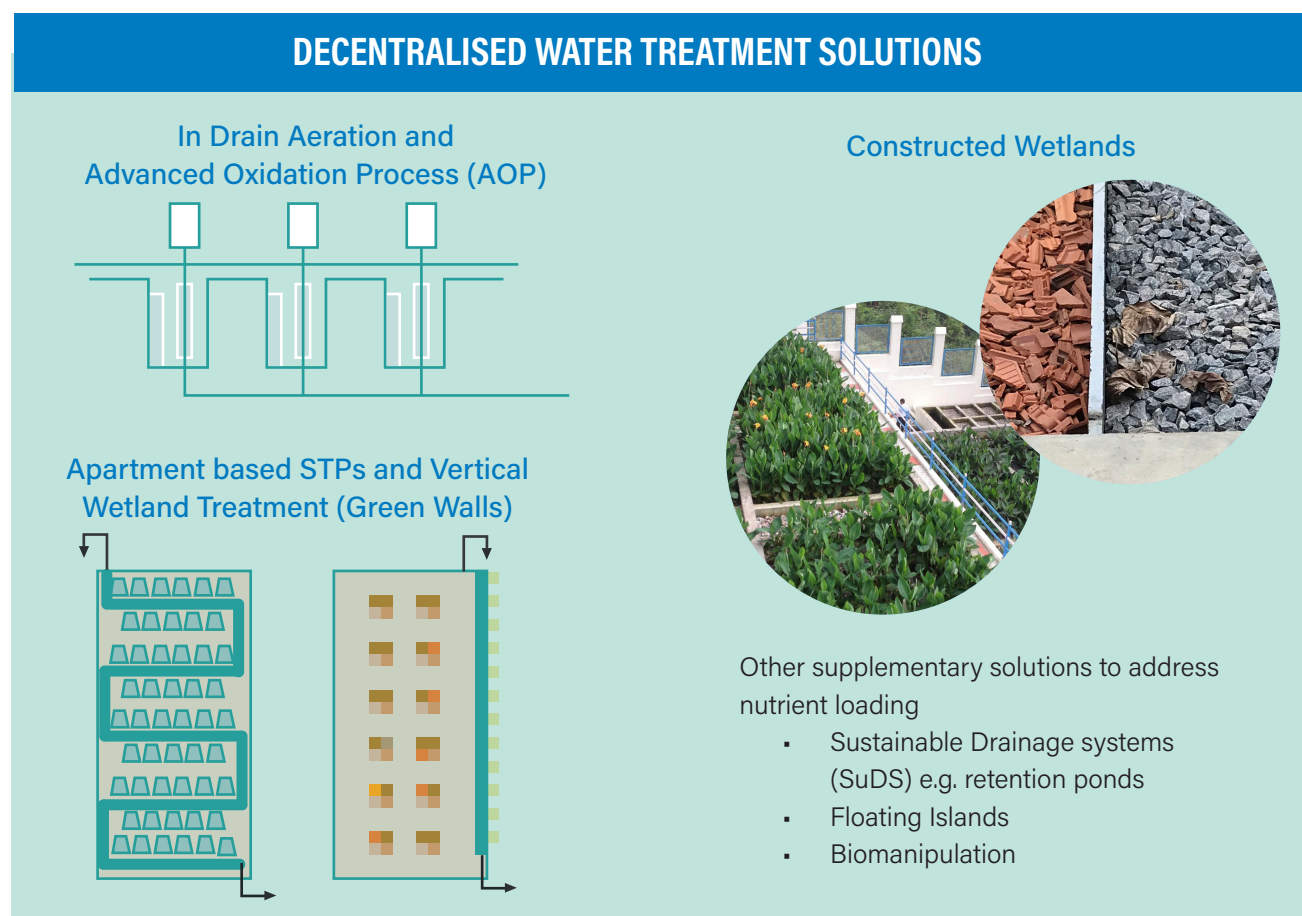 DECENTRALISED WATER TREATMENT SOLUTIONS
In Drain Aeration and
Advanced Oxidation Process (AOP)
Apartment based STPs and Vertical
Wetland Treatment (Green Walls)
Constructed Wetlands
Other supplementary solutions to address
nutrient loading
▪ Sustainable Drainage systems
(SuDS) e.g. retention ponds
▪ Floating Islands
▪ Biomanipulation